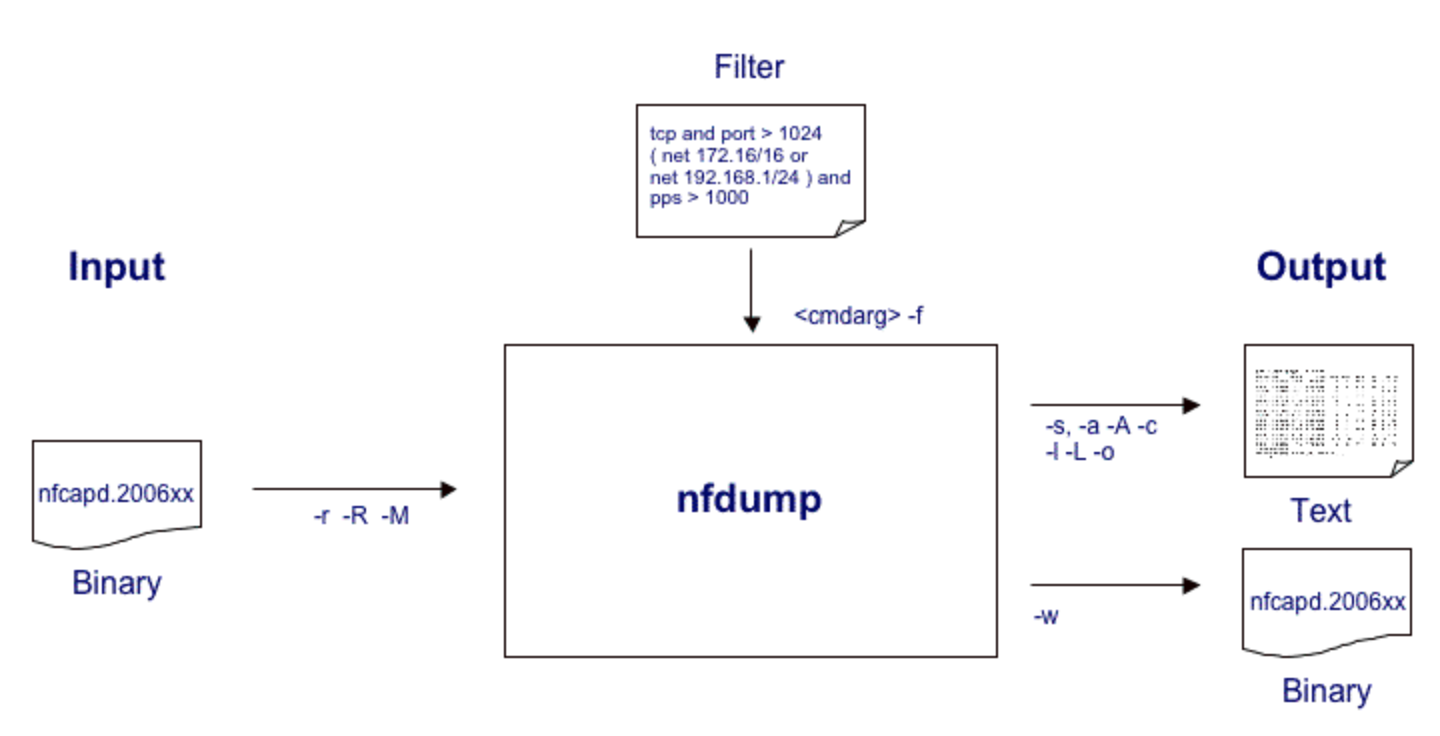 Filter
tcp and port > 1024
( net 172.16/16 or
net 192.168.1/24 ) and
pps > 1000
Input
Output
<cmdarg> -f
-s, -a -A -c
-l -L -o
nfcapd.2006xx
-r -R -M
nfdump
Text
Binary
-w
nfcapd.2006xx
Binary